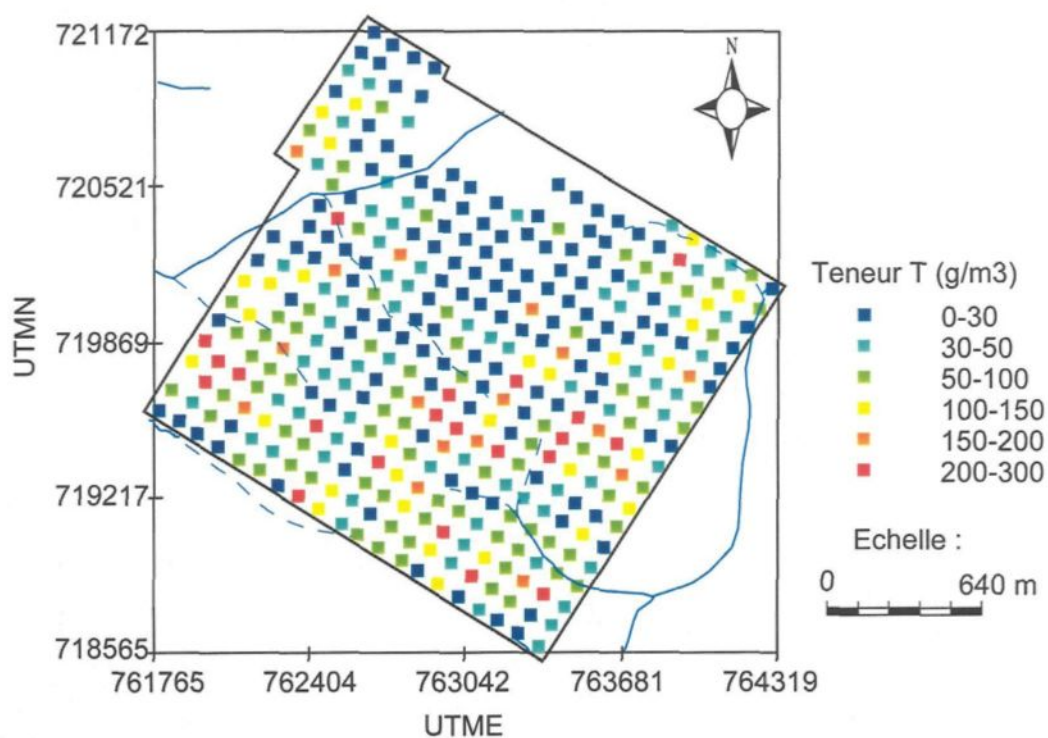 721172
720521
719869
719217
718565
UTMN
761765 762404 763042 763681 764319
UTME
N
Teneur T (g/m3)
0-30
30-50
50-100
100-150
150-200
200-300
Echelle :
0 640 m